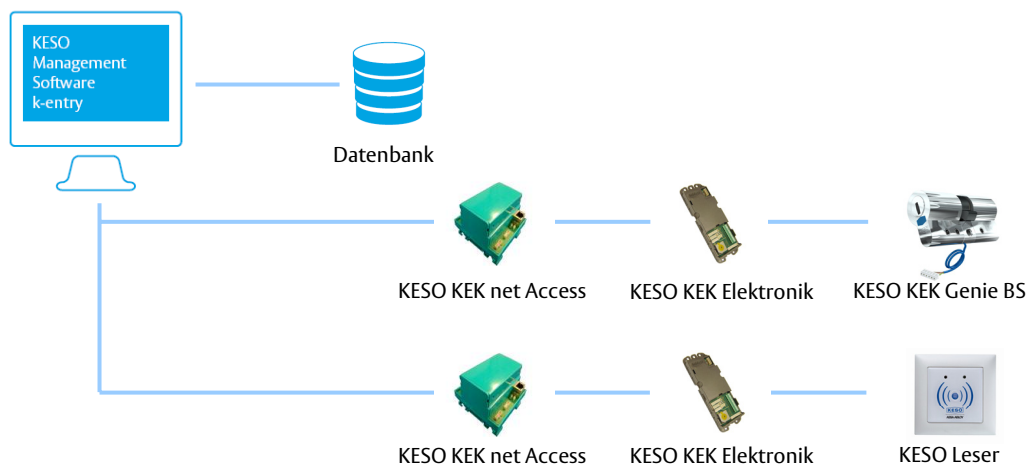 KESO
Management
Software
k-entry
Datenbank
KESO KEK net Access
KESO KEK Elektronik
KESO KEK Genie BS
KESO
KESO KEK net Access
KESO KEK Elektronik
KESO Leser